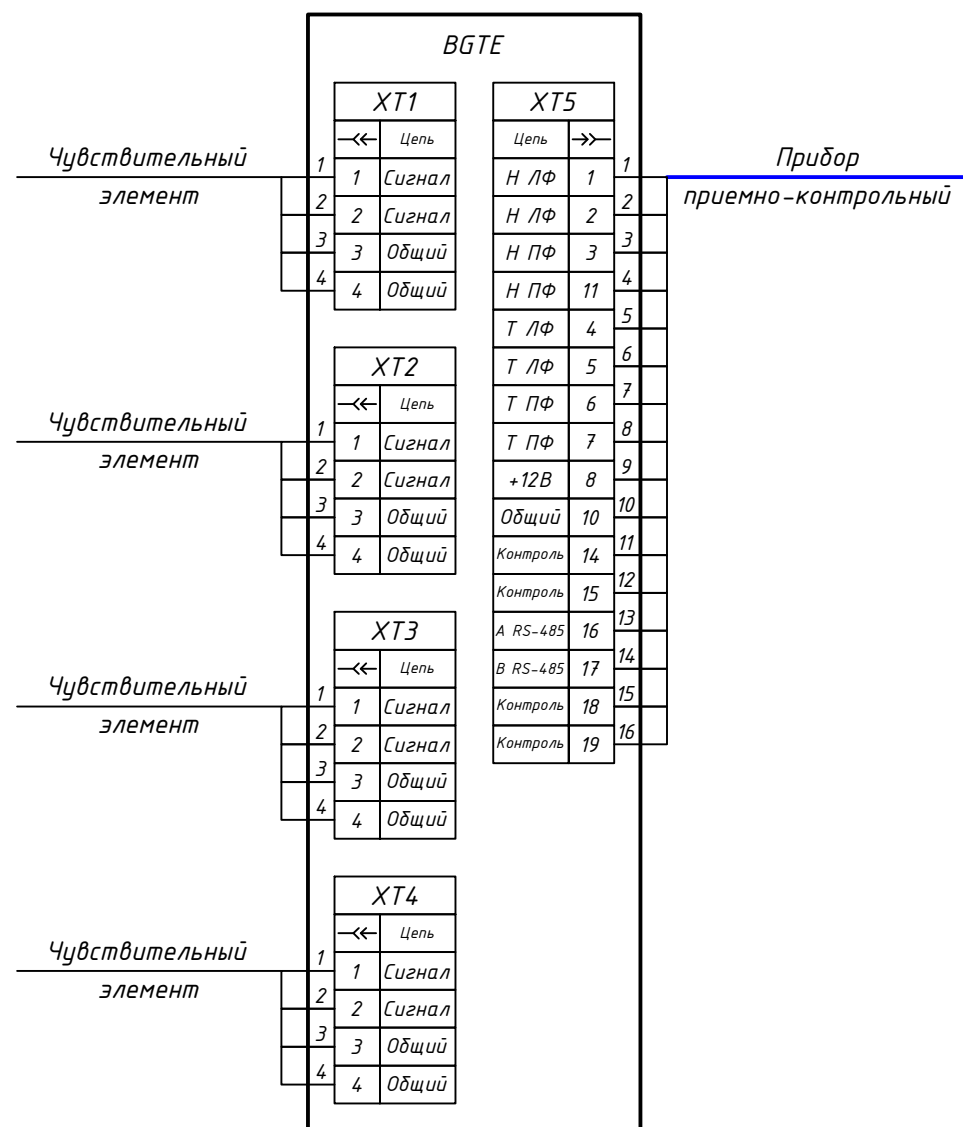 BGTE
XT1
Цепь
1 1 Сигнал
2 2 Сигнал
3 3 Общий
4 4 Общий
Чувствительный
элемент
XT2
Цепь
1 1 Сигнал
2 2 Сигнал
3 3 Общий
4 4 Общий
Чувствительный
элемент
XT3
Цепь
1 1 Сигнал
2 2 Сигнал
3 3 Общий
4 4 Общий
Чувствительный
элемент
XT4
Цепь
1 1 Сигнал
2 2 Сигнал
3 3 Общий
4 4 Общий
Чувствительный
элемент
XT5
Цепь
Н ЛФ 1 1
Н ЛФ 2 2
Н ПФ 3 3
Н ПФ 11 4
Т ЛФ 4 5
Т ЛФ 5 6
Т ПФ 6 7
Т ПФ 7 8
+12В 8 9
Общий 10 10
Контроль 14 11
Контроль 15 12
A RS-485 16 13
B RS-485 17 14
Контроль 18 15
Контроль 19 16
Прибор
приемно-контрольный